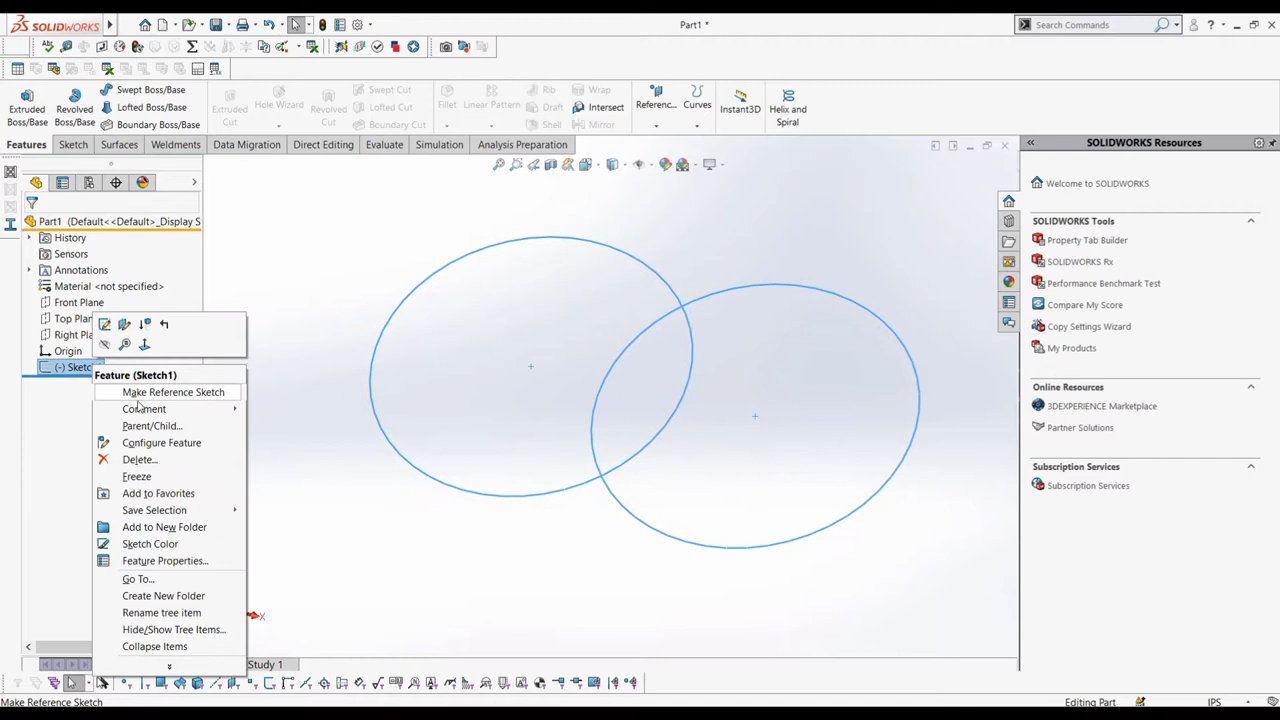 SOLIDWORKS
Part1 *
Search Commands
Extruded Boss/Base
Revolved Boss/Base
Swept Boss/Base
Lofted Boss/Base
Boundary Boss/Base
Extruded Cut
Hole Wizard
Revolved Cut
Swept Cut
Lofted Cut
Boundary Cut
Fillet
Linear Pattern
Rib
Draft
Shell
Wrap
Intersect
Mirror
Referenc...
Curves
Instant3D
Helix and Spiral
Features
Sketch
Surfaces
Weldments
Data Migration
Direct Editing
Evaluate
Simulation
Analysis Preparation
Part1 (Default<<Default>_Display S
History
Sensors
Annotations
Material <not specified>
Front Plane
Top Plan
Right Pla
Origin
(-) Sketc
Feature (Sketch1)
Make Reference Sketch
Comment
Parent/Child...
Configure Feature
Delete...
Freeze
Add to Favorites
Save Selection
Add to New Folder
Sketch Color
Feature Properties...
Go To...
Create New Folder
Rename tree item
Hide/Show Tree Items...
Collapse Items
X
Study 1
Make Reference Sketch
Editing Part
IPS
SOLIDWORKS Resources
Welcome to SOLIDWORKS
SOLIDWORKS Tools
Property Tab Builder
SOLIDWORKS Rx
Performance Benchmark Test
Compare My Score
Copy Settings Wizard
My Products
Online Resources
3DEXPERIENCE Marketplace
Partner Solutions
Subscription Services
Subscription Services